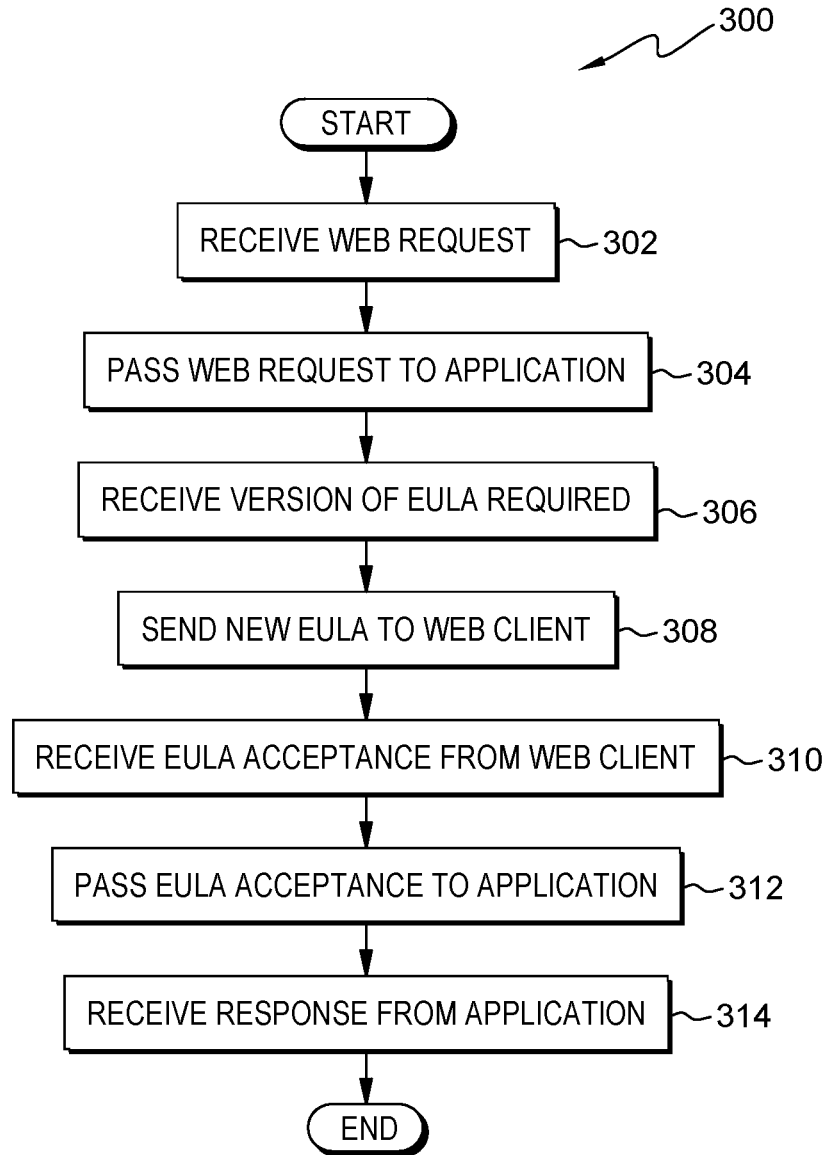 300
START
RECEIVE WEB REQUEST 302
PASS WEB REQUEST TO APPLICATION 304
RECEIVE VERSION OF EULA REQUIRED 306
SEND NEW EULA TO WEB CLIENT 308
RECEIVE EULA ACCEPTANCE FROM WEB CLIENT 310
PASS EULA ACCEPTANCE TO APPLICATION 312
RECEIVE RESPONSE FROM APPLICATION 314
END